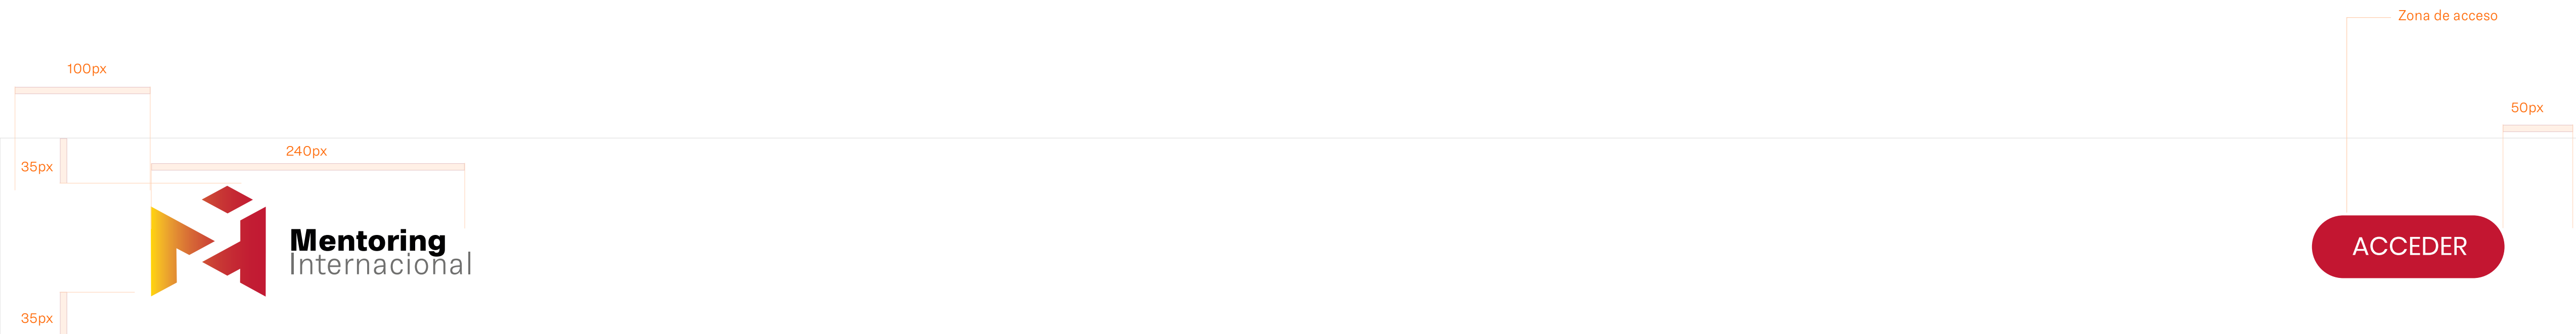 Zona de acceso
100px
50px
240px
35px
Mentoring
Internacional
ACCEDER
35px